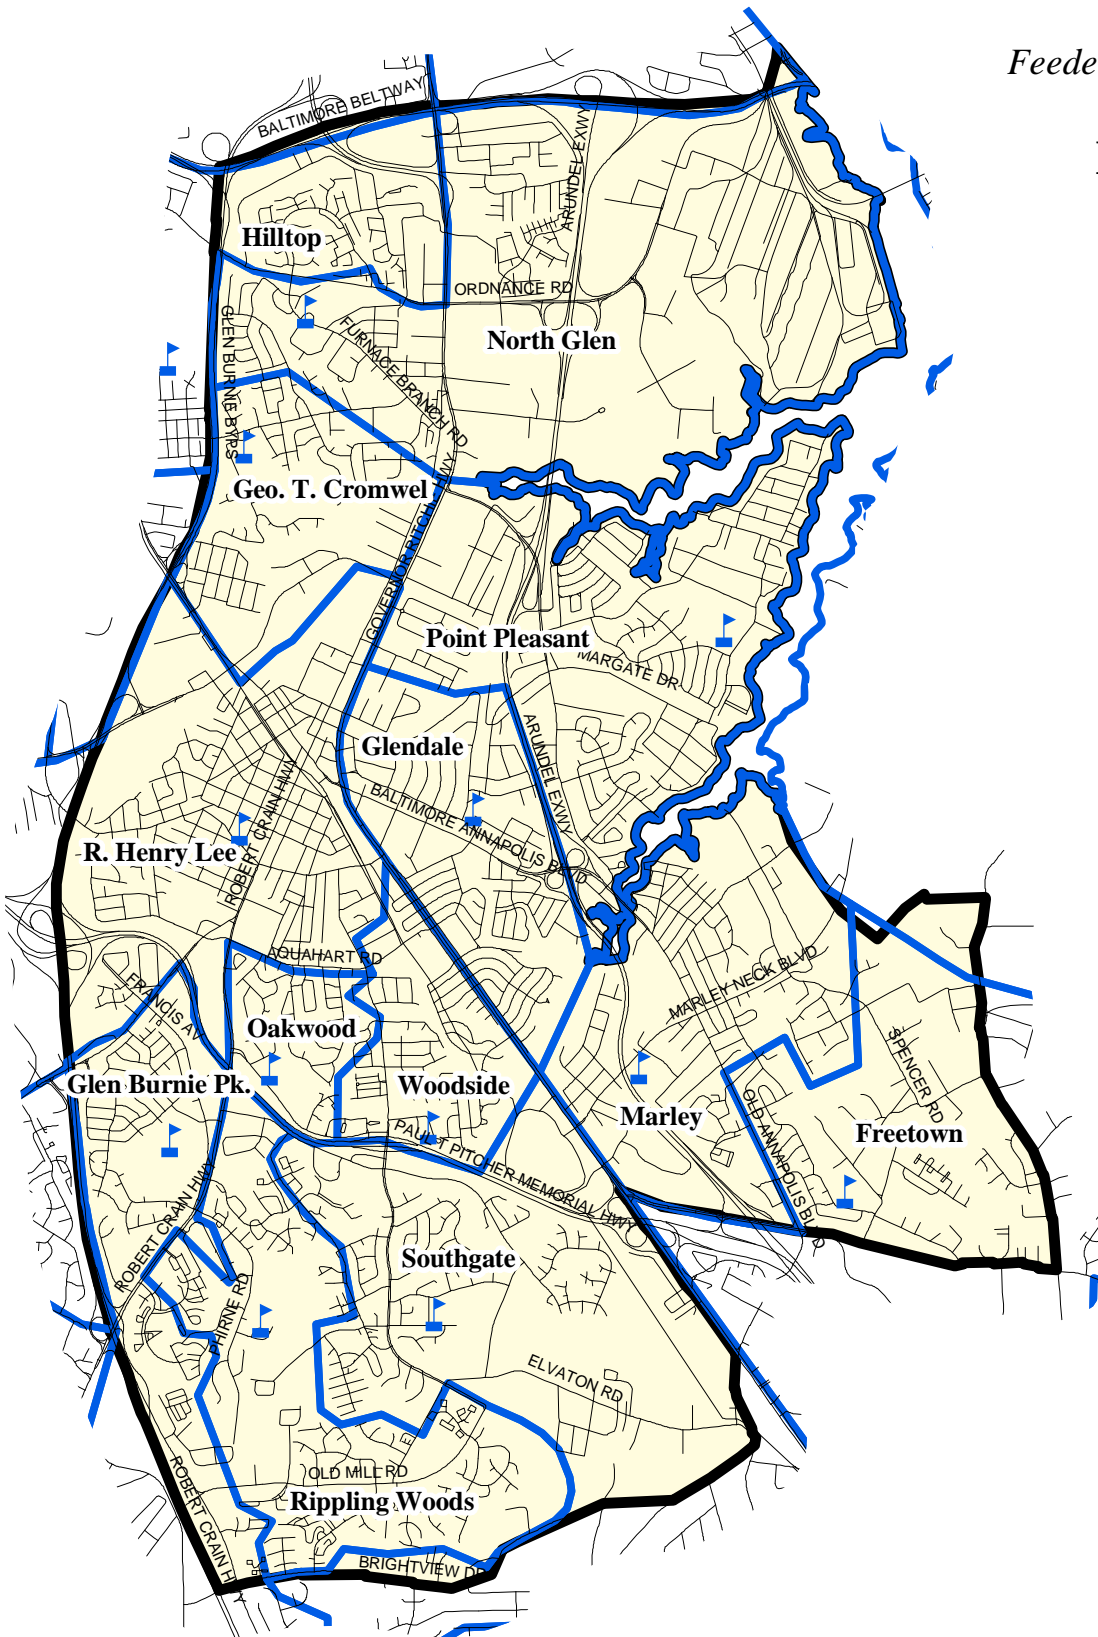 Feede
BALTIMORE BELTWAY
ARUNDEL EXWY
Hilltop
ORDNANCE RD
GLEN BURNIE BYPS
FURNACE BRANCH RD
North Glen
Geo. T. Cromwel
GOVERNOR RITCH HWY
Point Pleasant
MARGATE DR
Glendale
ARUNDEL EXWY
BALTIMORE ANNAPOLIS BLVD
ROBERT CRAIN HWY
R. Henry Lee
AQUAHART RD
MARLEY NECK BLVD
FRANCIS AV
Oakwood
SPENCER RD
Glen Burnie Pk.
Woodside
Marley
OLD ANNAPOLIS BLVD
Freetown
PAUL T PITCHER MEMORIAL HWY
ROBERT CRAIN HWY
Southgate
PHIRNE RD
ELVATON RD
OLD MILL RD
Rippling Woods
ROBERT CRAIN HWY
BRIGHTVIEW DR